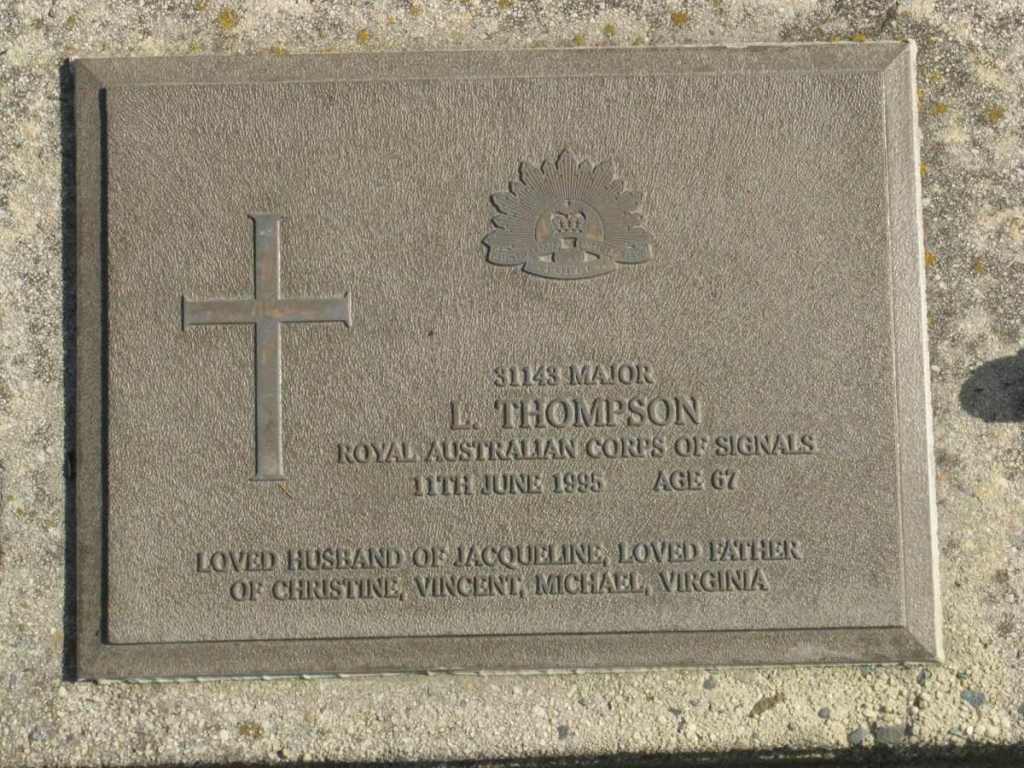 31143 MAJOR
L. THOMPSON
ROYAL AUSTRALIAN CORPS OF SIGNALS
11TH JUNE 1995 AGE 67
LOVED HUSBAND OF JACQUELINE, LOVED FATHER
OF CHRISTINE, VINCENT, MICHAEL, VIRGINIA